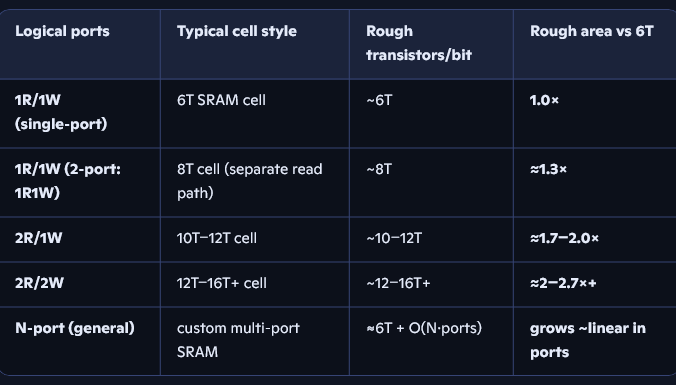 Logical ports
Typical cell style
Rough
transistors/bit
Rough area vs 6T
1R/1W
(single-port)
6T SRAM cell
~6T
1.0×
1R/1W (2-port:
1R1W)
8T cell (separate read
path)
~8T
≈1.3×
2R/1W
10T–12T cell
~10–12T
≈1.7–2.0×
2R/2W
12T–16T+ cell
~12–16T+
≈2–2.7×+
N-port (general)
custom multi-port
SRAM
≈6T + O(N·ports)
grows ~linear in
ports